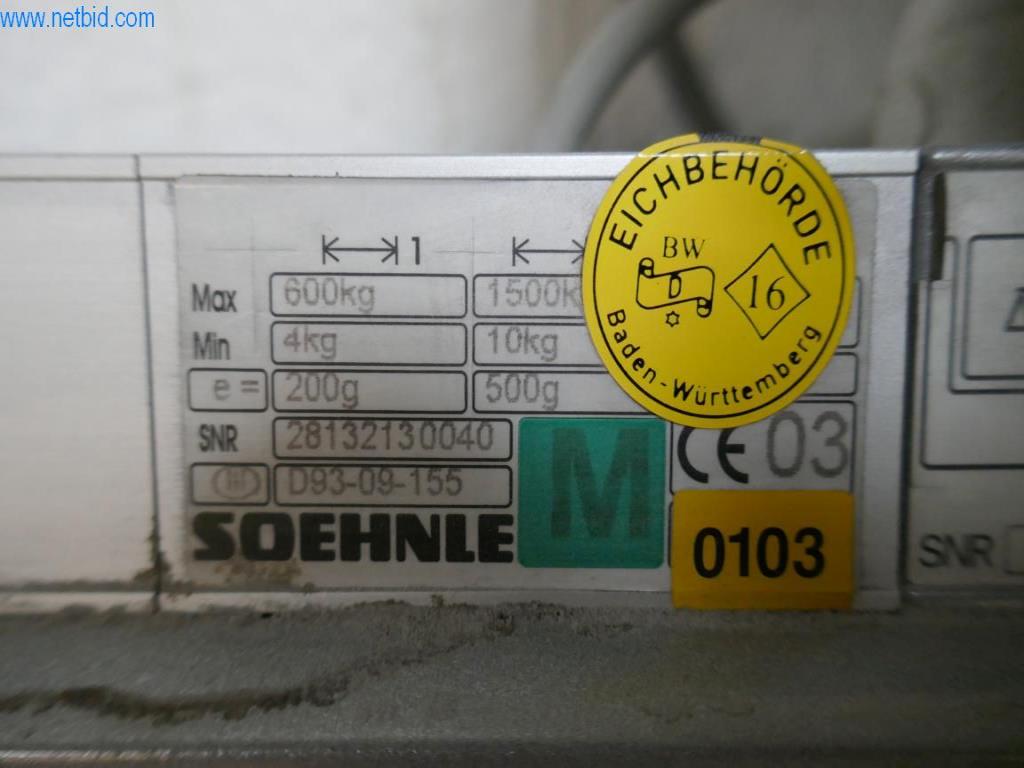 www.netbid.com
1
Max 600kg 1500k
Min 4kg 10kg
e = 200g 500g
SNR 28132130040
D93-09-155
SOEHNLE
M
CE 03
0103
EICHBEHÖRDE
BW
D
16
Baden-Württemberg
SNR